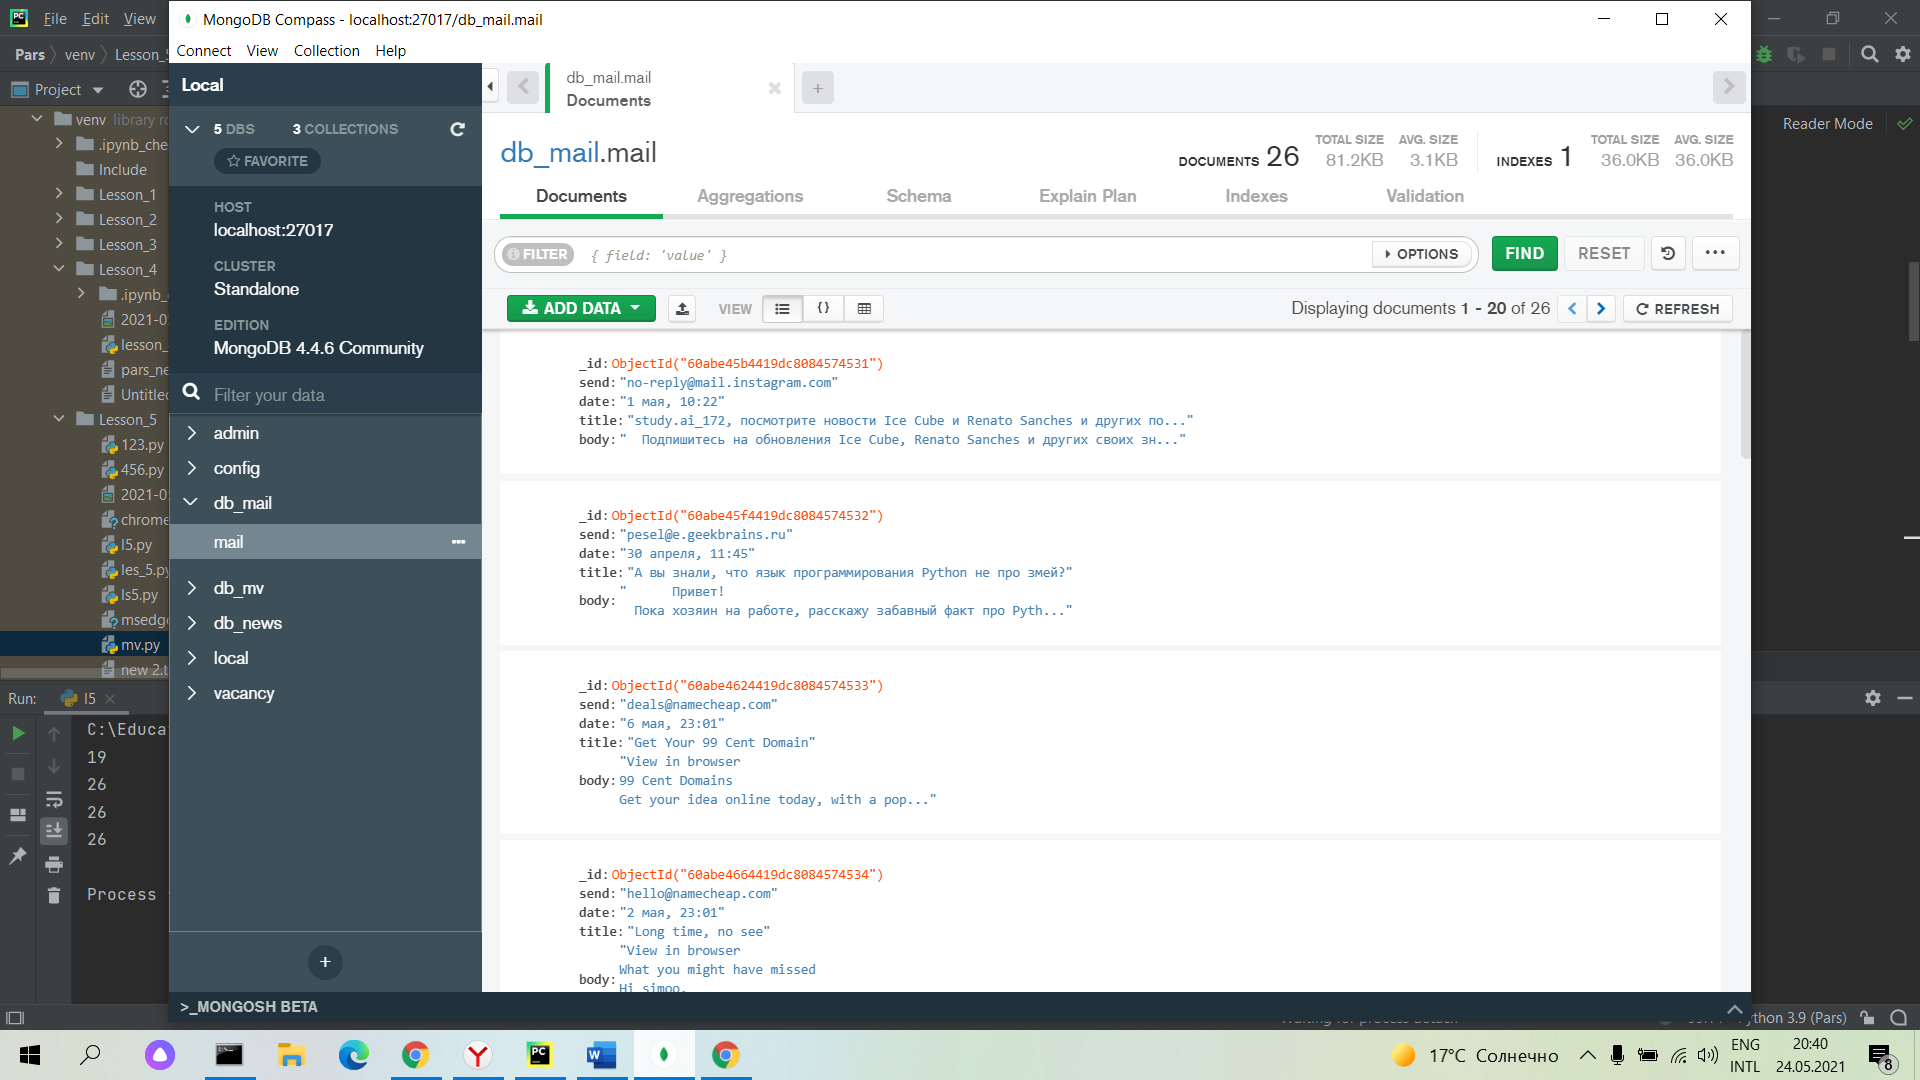 File Edit View
MongoDB Compass - localhost:27017/db_mail.mail
Connect View Collection Help
Pars venv Lesson_5
Project
venv library ro
.ipynb_che
Include
Lesson_1
Lesson_2
Lesson_3
Lesson_4
.ipynb_
2021-0
lesson_
pars_ne
Untitled
Lesson_5
123.py
456.py
2021-0
chrome
l5.py
les_5.py
ls5.py
msedge
mv.py
new 2.t
Run: l5
C:\Educa
19
26
26
26
Process
Local
5 DBS 3 COLLECTIONS
FAVORITE
HOST
localhost:27017
CLUSTER
Standalone
EDITION
MongoDB 4.4.6 Community
Filter your data
admin
config
db_mail
mail
db_mv
db_news
local
vacancy
>_MONGOSH BETA
db_mail.mail
Documents
db_mail.mail
DOCUMENTS 26
TOTAL SIZE 81.2KB
AVG. SIZE 3.1KB
INDEXES 1
TOTAL SIZE 36.0KB
AVG. SIZE 36.0KB
Documents Aggregations Schema Explain Plan Indexes Validation
FILTER { field: 'value' } OPTIONS FIND RESET
ADD DATA VIEW Displaying documents 1 - 20 of 26 REFRESH
_id: ObjectId("60abe45b4419dc8084574531")
send: "no-reply@mail.instagram.com"
date: "1 мая, 10:22"
title: "study.ai_172, посмотрите новости Ice Cube и Renato Sanches и других по..."
body: " Подпишитесь на обновления Ice Cube, Renato Sanches и других своих зн..."
_id: ObjectId("60abe45f4419dc8084574532")
send: "pesel@e.geekbrains.ru"
date: "30 апреля, 11:45"
title: "А вы знали, что язык программирования Python не про змей?"
body: " Привет!
Пока хозяин на работе, расскажу забавный факт про Pyth..."
_id: ObjectId("60abe4624419dc8084574533")
send: "deals@namecheap.com"
date: "6 мая, 23:01"
title: "Get Your 99 Cent Domain"
"View in browser
body: 99 Cent Domains
Get your idea online today, with a pop..."
_id: ObjectId("60abe4664419dc8084574534")
send: "hello@namecheap.com"
date: "2 мая, 23:01"
title: "Long time, no see"
"View in browser
What you might have missed
body: Hi simoo,
Reader Mode
Python 3.9 (Pars)
17°C Солнечно
ENG
INTL
20:40
24.05.2021
8